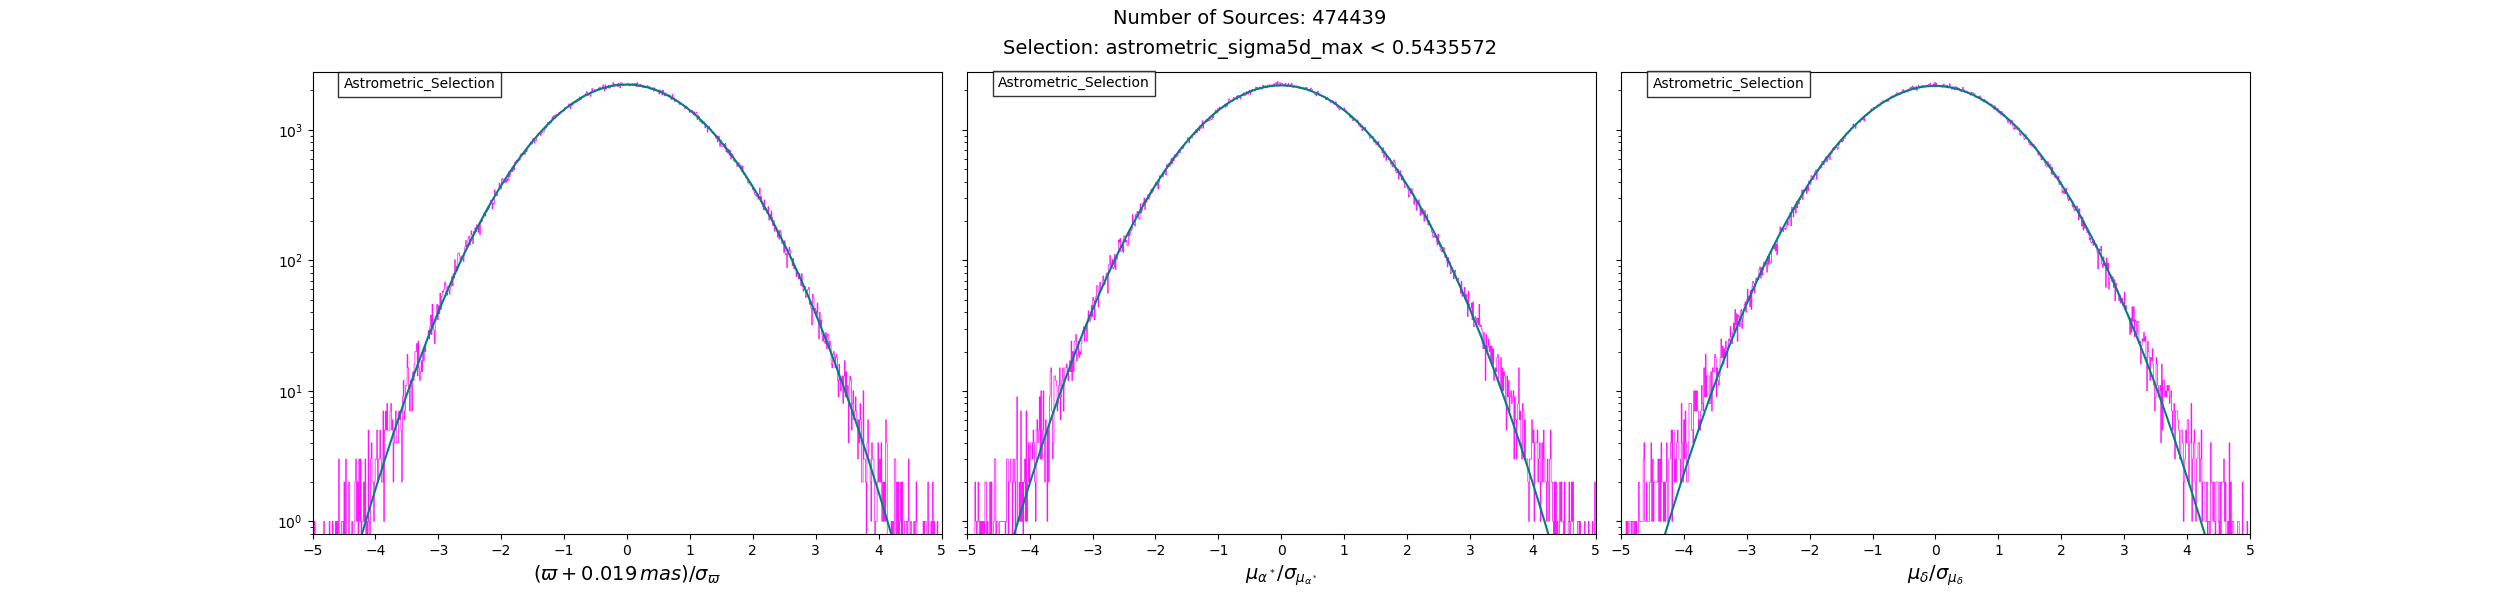 Number of Sources: 474439
Selection: astrometric_sigma5d_max < 0.5435572
Astrometric_Selection Astrometric_Selection Astrometric_Selection
10³
10²
10¹
10⁰
−5 −4 −3 −2 −1 0 1 2 3 4 5 −5 −4 −3 −2 −1 0 1 2 3 4 5 −5 −4 −3 −2 −1 0 1 2 3 4 5
(ϖ + 0.019 mas)/σ_ϖ μ_α*/σ_μ_α* μ_δ/σ_μ_δ